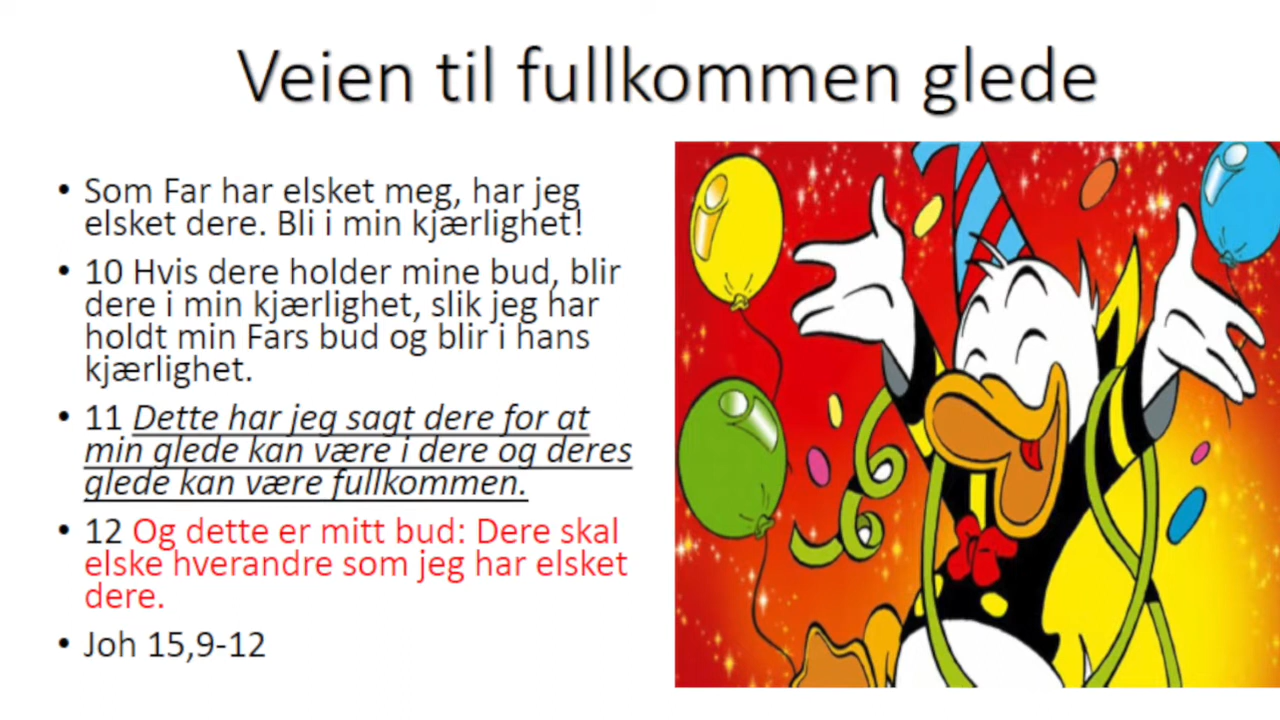 Veien til fullkommen glede
• Som Far har elsket meg, har jeg
elsket dere. Bli i min kjærlighet!
• 10 Hvis dere holder mine bud, blir
dere i min kjærlighet, slik jeg har
holdt min Fars bud og blir i hans
kjærlighet.
• 11 Dette har jeg sagt dere for at
min glede kan være i dere og deres
glede kan være fullkommen.
• 12 Og dette er mitt bud: Dere skal
elske hverandre som jeg har elsket
dere.
• Joh 15,9-12